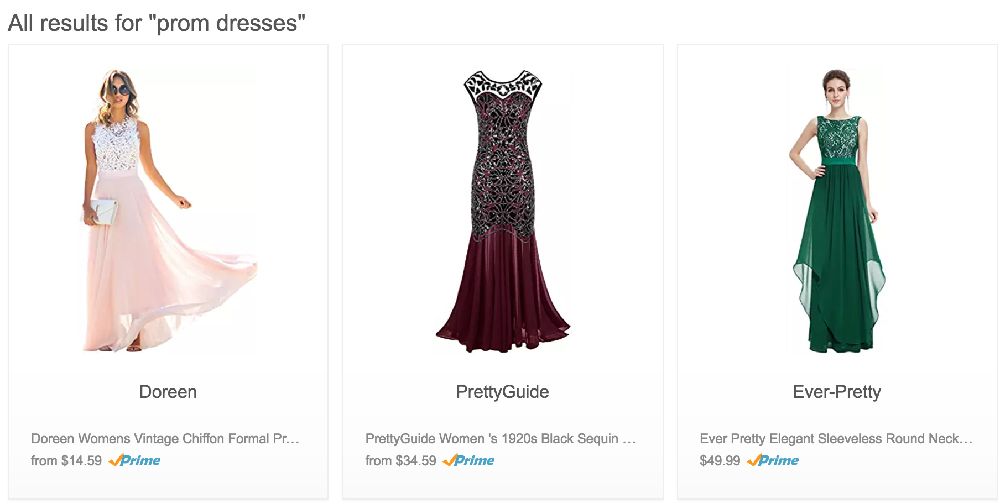 All results for "prom dresses"
Doreen
Doreen Womens Vintage Chiffon Formal Pr...
from $14.59 Prime
PrettyGuide
PrettyGuide Women 's 1920s Black Sequin ...
from $34.59 Prime
Ever-Pretty
Ever Pretty Elegant Sleeveless Round Neck...
$49.99 Prime